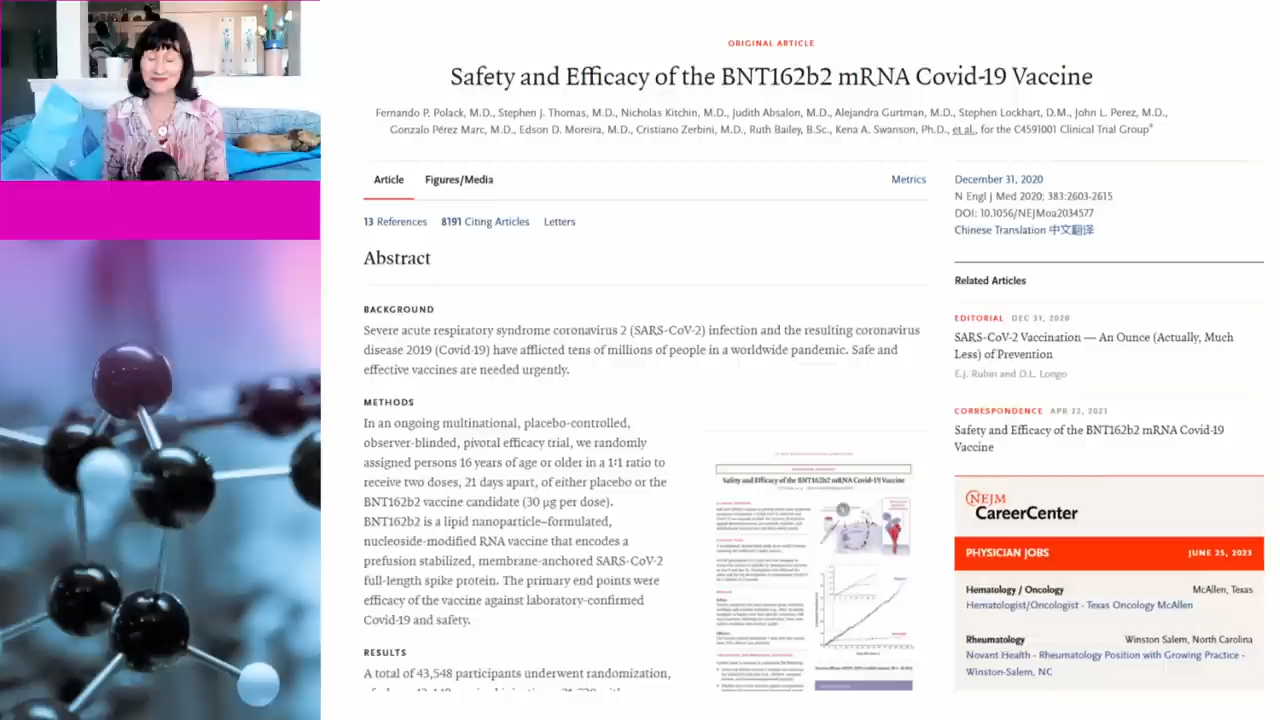 ORIGINAL ARTICLE
Safety and Efficacy of the BNT162b2 mRNA Covid-19 Vaccine
Fernando P. Polack, M.D., Stephen J. Thomas, M.D., Nicholas Kitchin, M.D., Judith Absalon, M.D., Alejandra Gurtman, M.D., Stephen Lockhart, D.M., John L. Perez, M.D.,
Gonzalo Pérez Marc, M.D., Edson D. Moreira, M.D., Cristiano Zerbini, M.D., Ruth Bailey, B.Sc., Kena A. Swanson, Ph.D., et al., for the C4591001 Clinical Trial Group*
Article Figures/Media Metrics
13 References 8191 Citing Articles Letters
Abstract
BACKGROUND
Severe acute respiratory syndrome coronavirus 2 (SARS-CoV-2) infection and the resulting coronavirus
disease 2019 (Covid-19) have afflicted tens of millions of people in a worldwide pandemic. Safe and
effective vaccines are needed urgently.
METHODS
In an ongoing multinational, placebo-controlled,
observer-blinded, pivotal efficacy trial, we randomly
assigned persons 16 years of age or older in a 1:1 ratio to
receive two doses, 21 days apart, of either placebo or the
BNT162b2 vaccine candidate (30 μg per dose).
BNT162b2 is a lipid nanoparticle–formulated,
nucleoside-modified RNA vaccine that encodes a
prefusion stabilized, membrane-anchored SARS-CoV-2
full-length spike protein. The primary end points were
efficacy of the vaccine against laboratory-confirmed
Covid-19 and safety.
RESULTS
A total of 43,548 participants underwent randomization,
Safety and Efficacy of the BNT162b2 mRNA Covid-19 Vaccine
December 31, 2020
N Engl J Med 2020; 383:2603-2615
DOI: 10.1056/NEJMoa2034577
Chinese Translation 中文翻译
Related Articles
EDITORIAL DEC 31, 2020
SARS-CoV-2 Vaccination — An Ounce (Actually, Much
Less) of Prevention
E.J. Rubin and D.L. Longo
CORRESPONDENCE APR 22, 2021
Safety and Efficacy of the BNT162b2 mRNA Covid-19
Vaccine
NEJM
CareerCenter
PHYSICIAN JOBS JUNE 25, 2023
Hematology / Oncology McAllen, Texas
Hematologist/Oncologist - Texas Oncology McAllen
Rheumatology Winston Salem, North Carolina
Novant Health - Rheumatology Position with Growing Practice -
Winston-Salem, NC